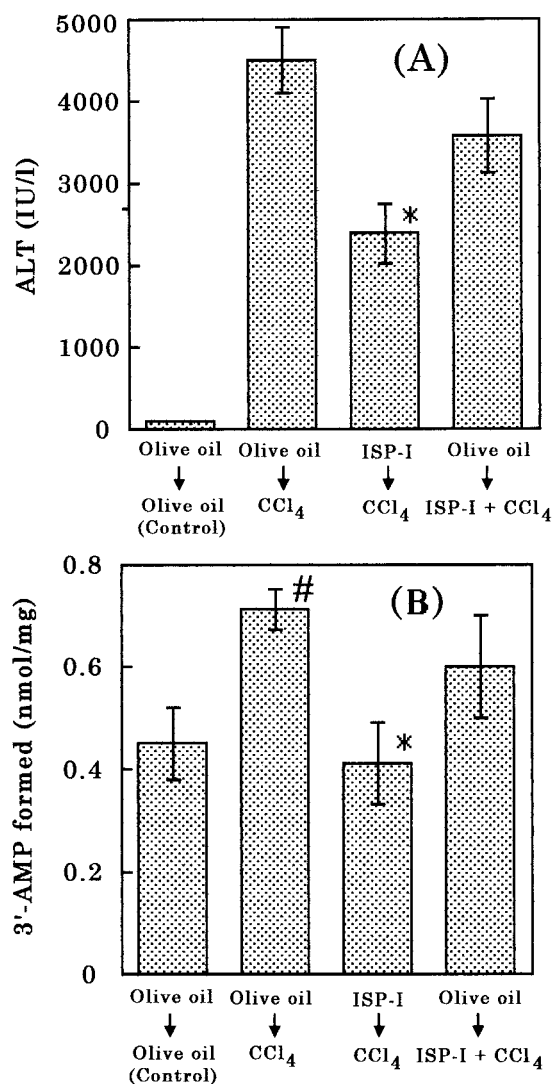 5000
(A)
4000
3000
2000
1000
0
ALT (IU/l)
*
Olive oil Olive oil ISP-I Olive oil
↓ ↓ ↓ ↓
Olive oil CCl₄ CCl₄ ISP-I + CCl₄
(Control)
0.8
# (B)
0.6
*
0.4
0.2
0
3'-AMP formed (nmol/mg)
Olive oil Olive oil ISP-I Olive oil
↓ ↓ ↓ ↓
Olive oil CCl₄ CCl₄ ISP-I + CCl₄
(Control)